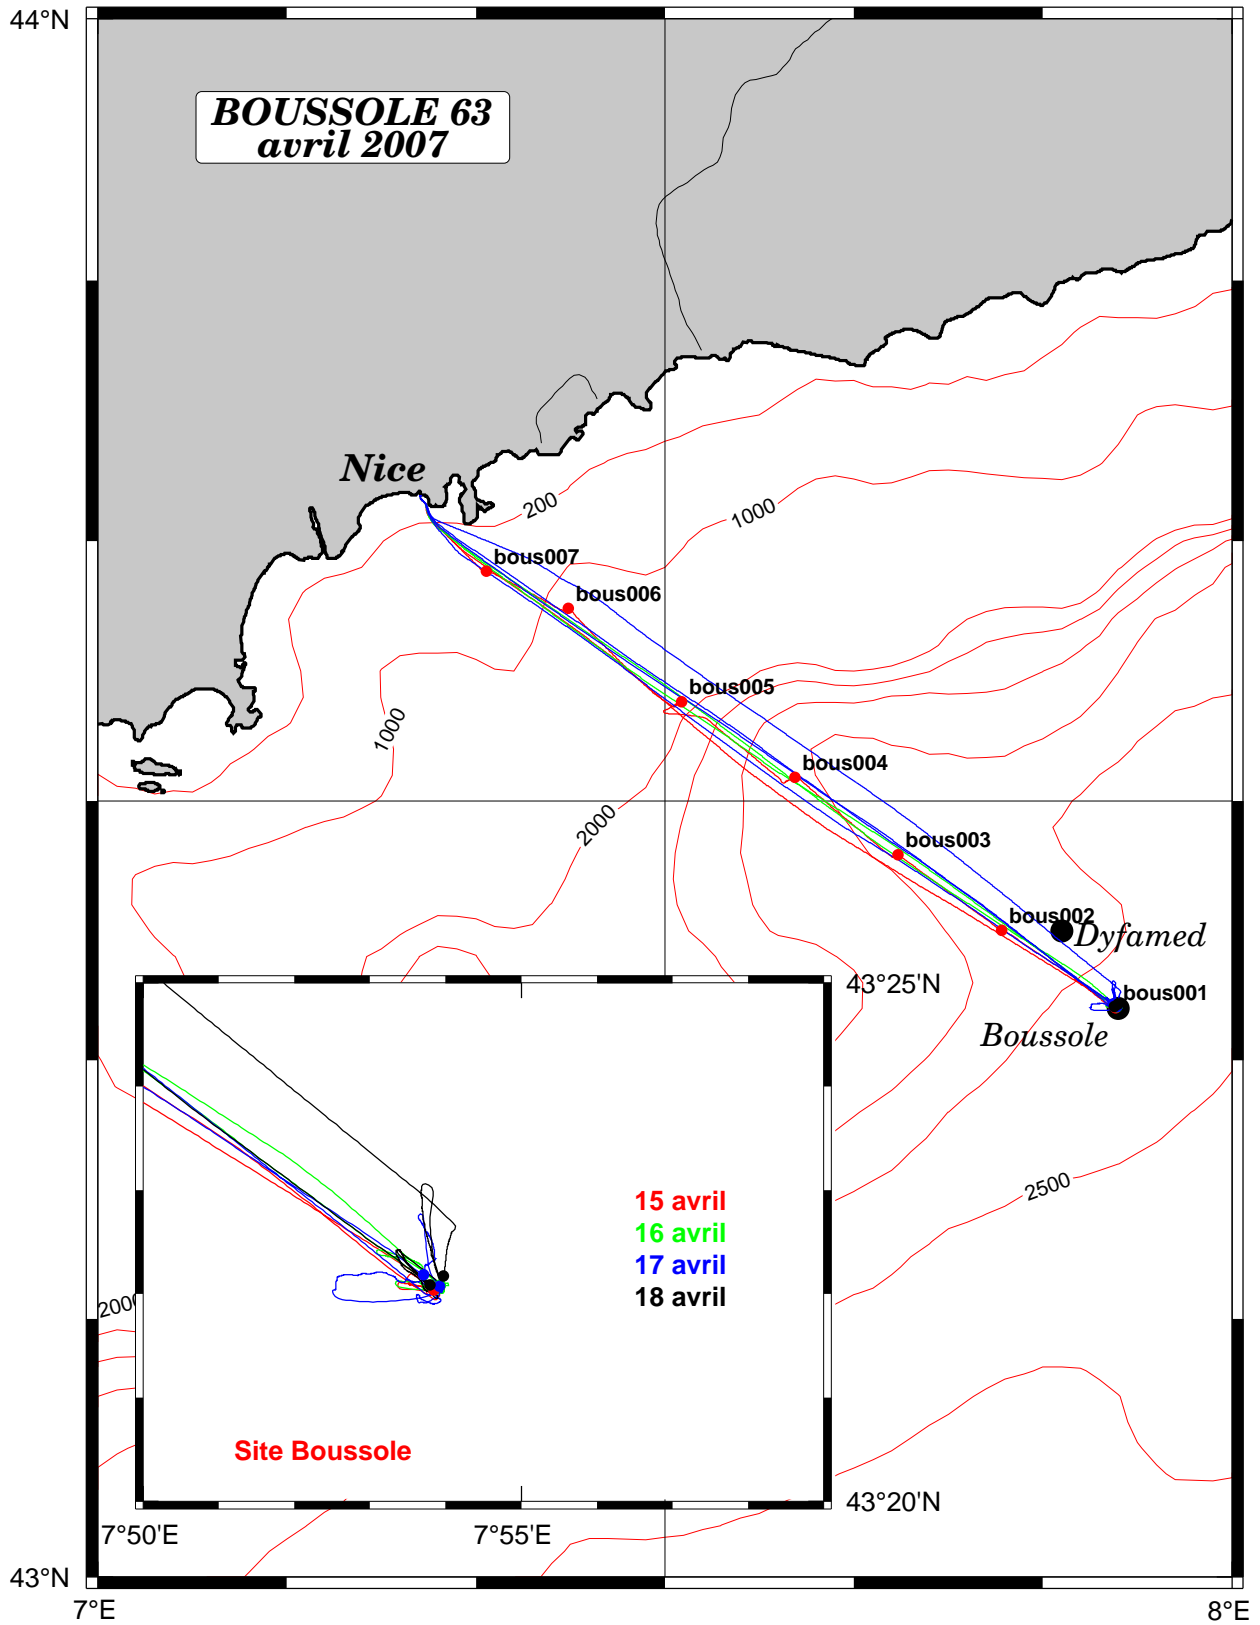 44°N
BOUSSOLE 63
avril 2007
Nice
200
1000
bous007
bous006
bous005
1000
bous004
2000
bous003
bous002
Dyfamed
43°25'N
bous001
Boussole
2500
15 avril
16 avril
17 avril
18 avril
2000
Site Boussole
43°20'N
7°50'E
7°55'E
43°N
7°E
8°E